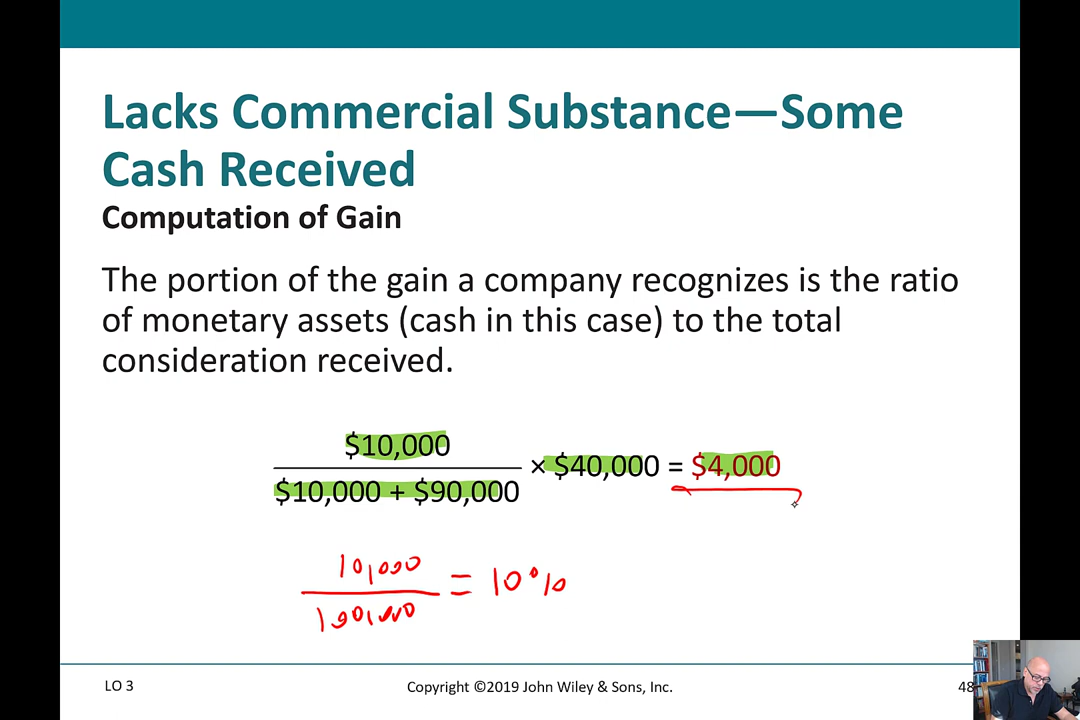 Lacks Commercial Substance—Some
Cash Received
Computation of Gain
The portion of the gain a company recognizes is the ratio
of monetary assets (cash in this case) to the total
consideration received.
$10,000
$10,000 + $90,000
× $40,000 = $4,000
10,000
100,000
= 10%
LO 3
Copyright ©2019 John Wiley & Sons, Inc.
48